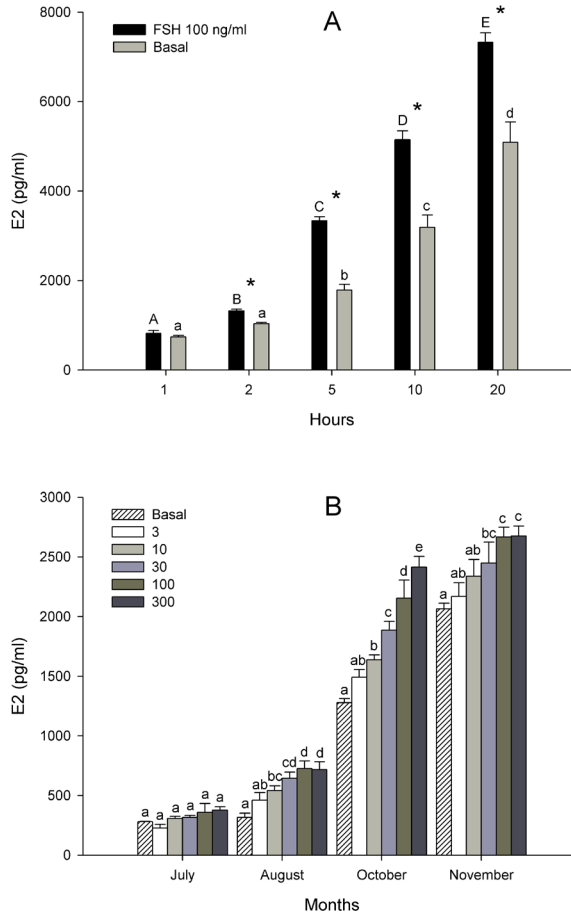 A
FSH 100 ng/ml
Basal
8000
6000
4000
2000
0
E2 (pg/ml)
A
a
B
*
a
C
*
b
D
*
c
E
*
d
1
2
5
10
20
Hours
B
Basal
3
10
30
100
300
3000
2500
2000
1500
1000
500
0
E2 (pg/ml)
a
a
a
a
a
a
a
ab
bc
cd
d
d
a
ab
b
c
d
e
a
ab
ab
bc
c
c
July
August
October
November
Months